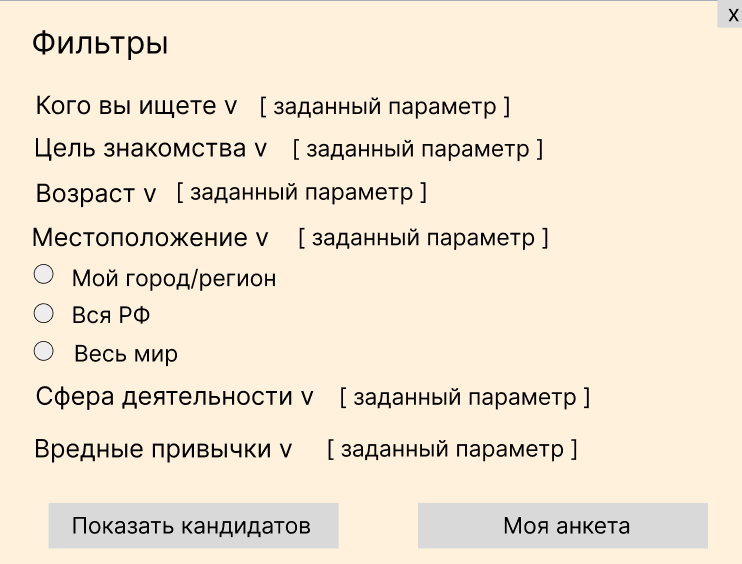 x
Фильтры
Кого вы ищете v [ заданный параметр ]
Цель знакомства v [ заданный параметр ]
Возраст v [ заданный параметр ]
Местоположение v [ заданный параметр ]
Мой город/регион
Вся РФ
Весь мир
Сфера деятельности v [ заданный параметр ]
Вредные привычки v [ заданный параметр ]
Показать кандидатов Моя анкета